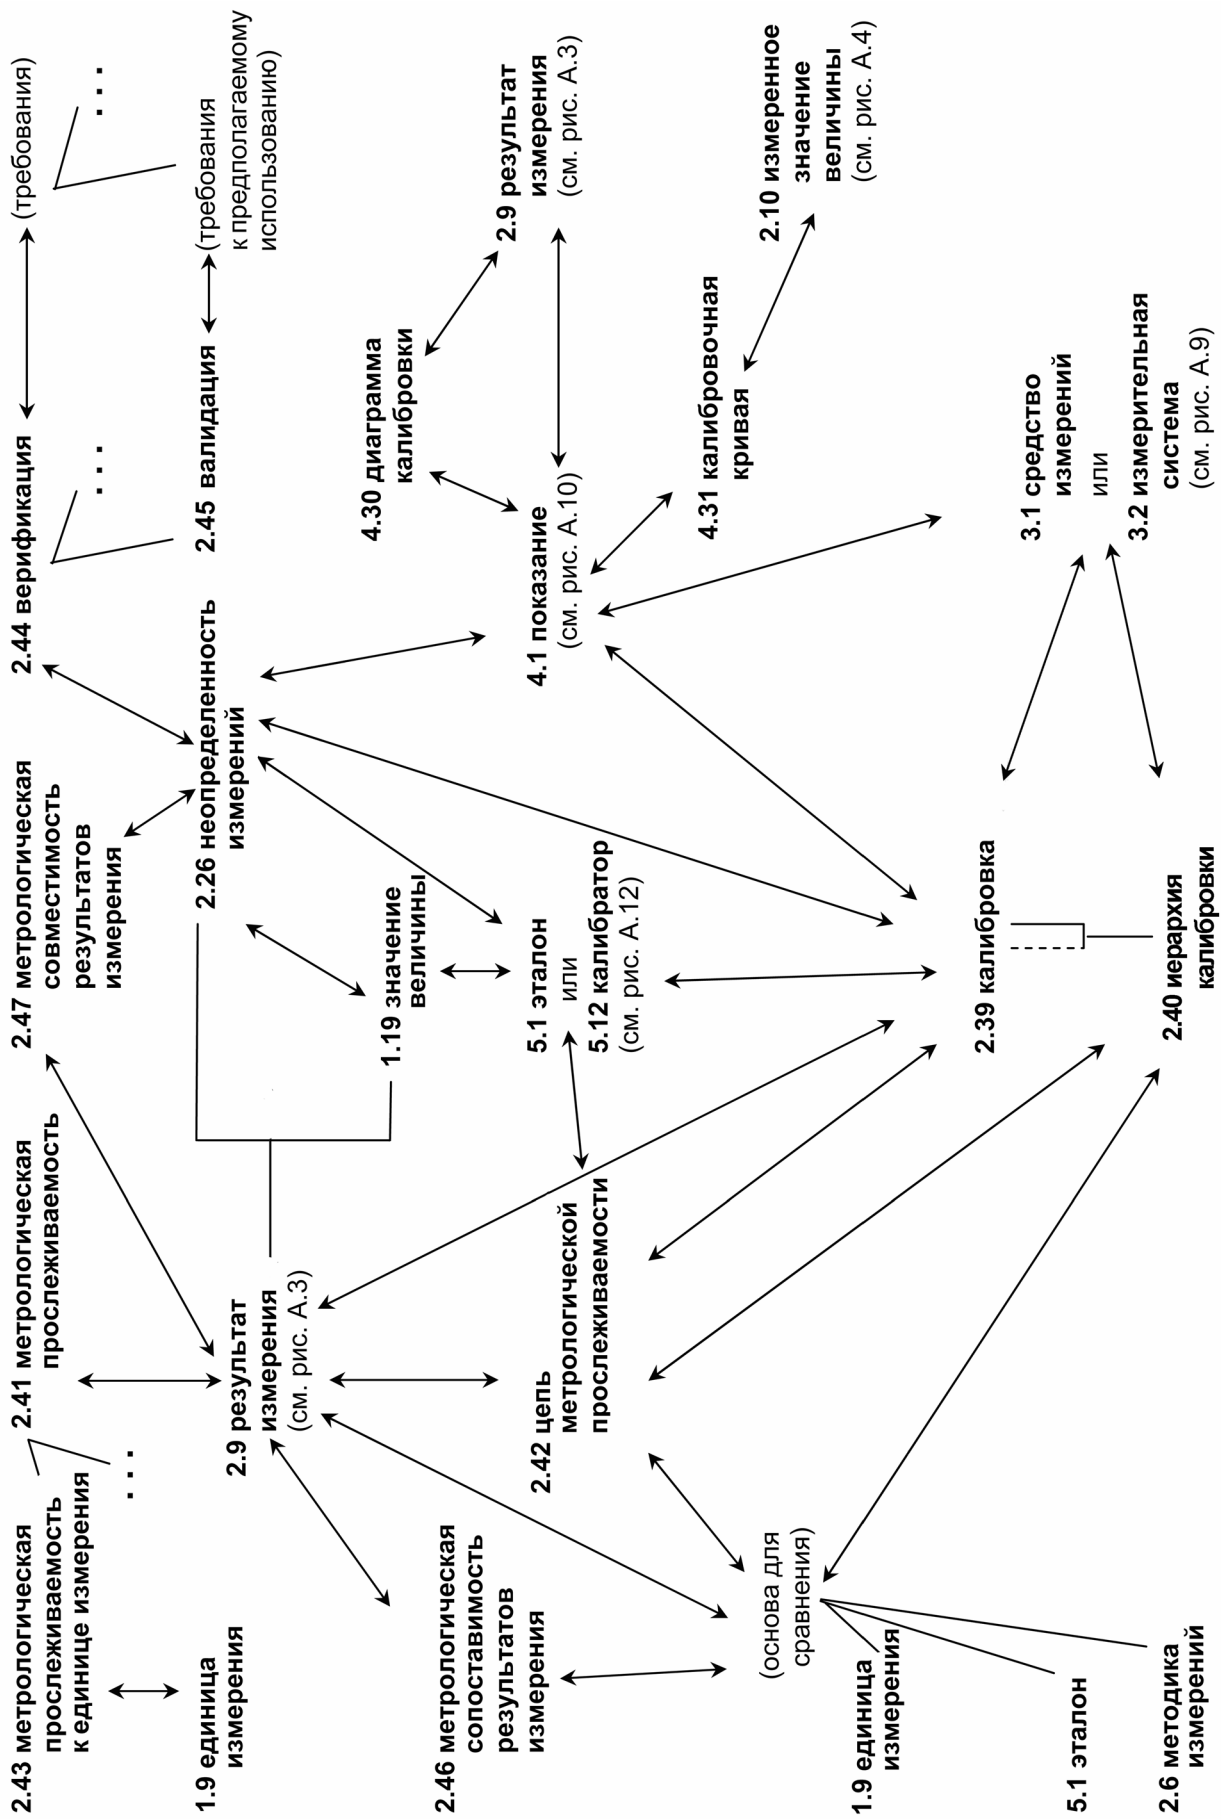 2.43 метрологическая
прослеживаемость
к единице измерения
1.9 единица
измерения
2.41 метрологическая
прослеживаемость
...
2.47 метрологическая
совместимость
результатов
измерения
2.44 верификация
...
(требования)
...
2.45 валидация
(требования
к предполагаемому
использованию)
2.26 неопределенность
измерений
2.9 результат
измерения
(см. рис. А.3)
1.19 значение
величины
4.30 диаграмма
калибровки
2.9 результат
измерения
(см. рис. А.3)
2.46 метрологическая
сопоставимость
результатов
измерения
2.42 цепь
метрологической
прослеживаемости
5.1 эталон
или
5.12 калибратор
(см. рис. А.12)
4.1 показание
(см. рис. А.10)
4.31 калибровочная
кривая
2.10 измеренное
значение
величины
(см. рис. А.4)
(основа для
сравнения)
1.9 единица
измерения
5.1 эталон
2.6 методика
измерений
2.39 калибровка
2.40 иерархия
калибровки
3.1 средство
измерений
или
3.2 измерительная
система
(см. рис. А.9)